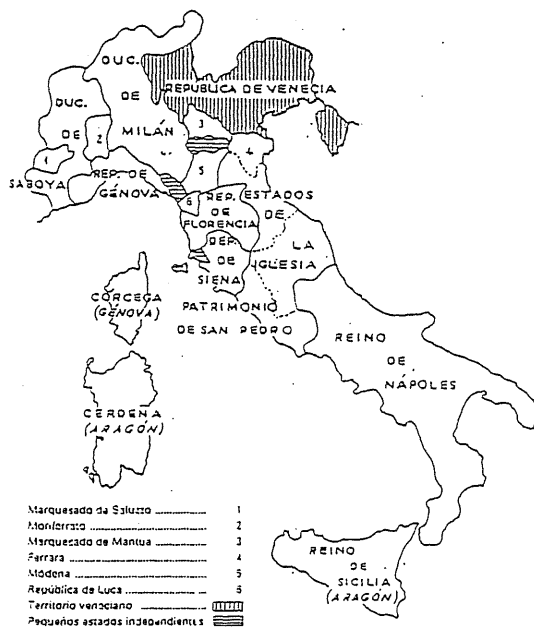 DUC.
DE
MILÁN
REPÚBLICA DE VENECIA
DUC.
DE
SABOYA
1
2
3
4
5
6
REP. DE
GÉNOVA
REP.
DE
FLORENCIA
ESTADOS
DE
LA
IGLESIA
REP.
DE
SIENA
PATRIMONIO
DE SAN PEDRO
CÓRCEGA
(GÉNOVA)
CERDEÑA
(ARAGÓN)
REINO
DE
NÁPOLES
REINO
DE
SICILIA
(ARAGÓN)
Marquesado de Saluzzo 1
Monferrato 2
Marquesado de Mantua 3
Ferrara 4
Módena 5
República de Luca 6
Territorio veneciano
Pequeños estados independientes